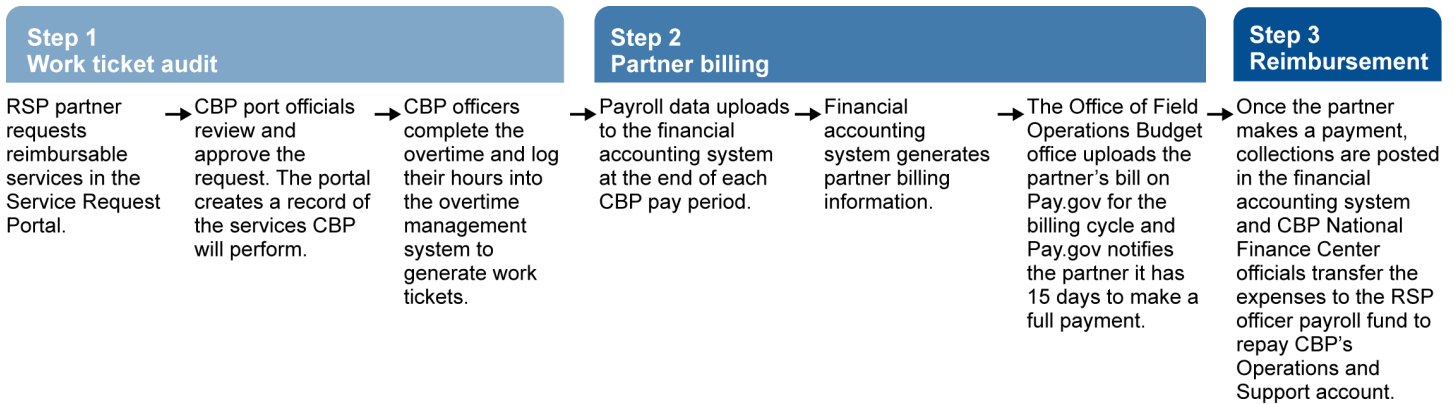 Step 1
Work ticket audit
RSP partner
requests
reimbursable
services in the
Service Request
Portal.
CBP port officials
review and
approve the
request. The portal
creates a record of
the services CBP
will perform.
CBP officers
complete the
overtime and log
their hours into
the overtime
management
system to
generate work
tickets.
Step 2
Partner billing
Payroll data uploads
to the financial
accounting system
at the end of each
CBP pay period.
Financial
accounting
system generates
partner billing
information.
The Office of Field
Operations Budget
office uploads the
partner’s bill on
Pay.gov for the
billing cycle and
Pay.gov notifies
the partner it has
15 days to make a
full payment.
Step 3
Reimbursement
Once the partner
makes a payment,
collections are posted
in the financial
accounting system
and CBP National
Finance Center
officials transfer the
expenses to the RSP
officer payroll fund to
repay CBP’s
Operations and
Support account.